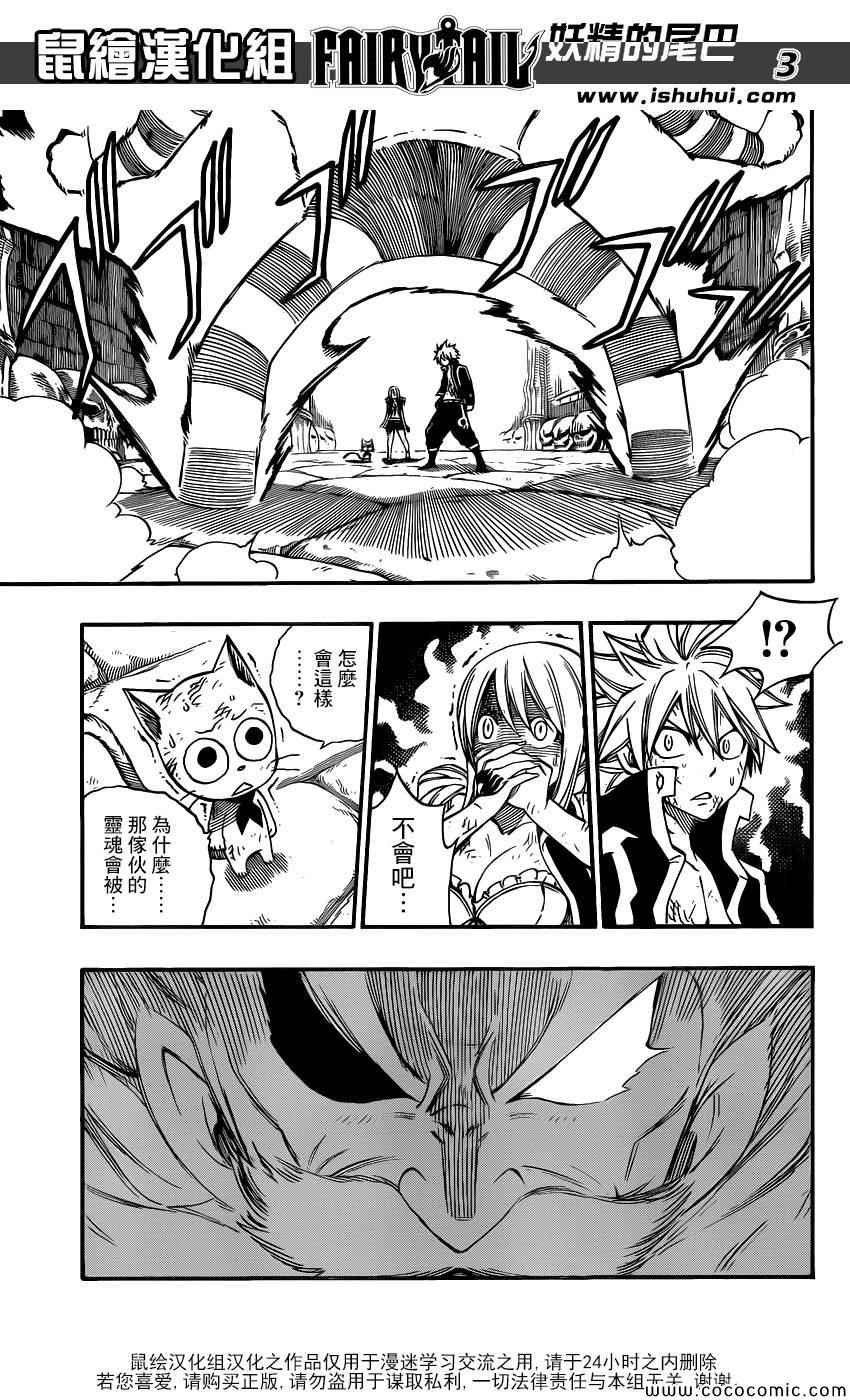 鼠繪漢化組
FAIRY TAIL
妖精的尾巴
3
www.ishuhui.com
ゴゴゴゴゴ
!?
不會吧…
怎麼
會這樣
……?
為什麼……
那傢伙的
靈魂會被…
鼠绘汉化组汉化之作品仅用于漫迷学习交流之用,请于24小时之内删除
若您喜爱,请购买正版,请勿用于谋取私利,一切法律责任与本组无关,谢谢
www.cococomic.com